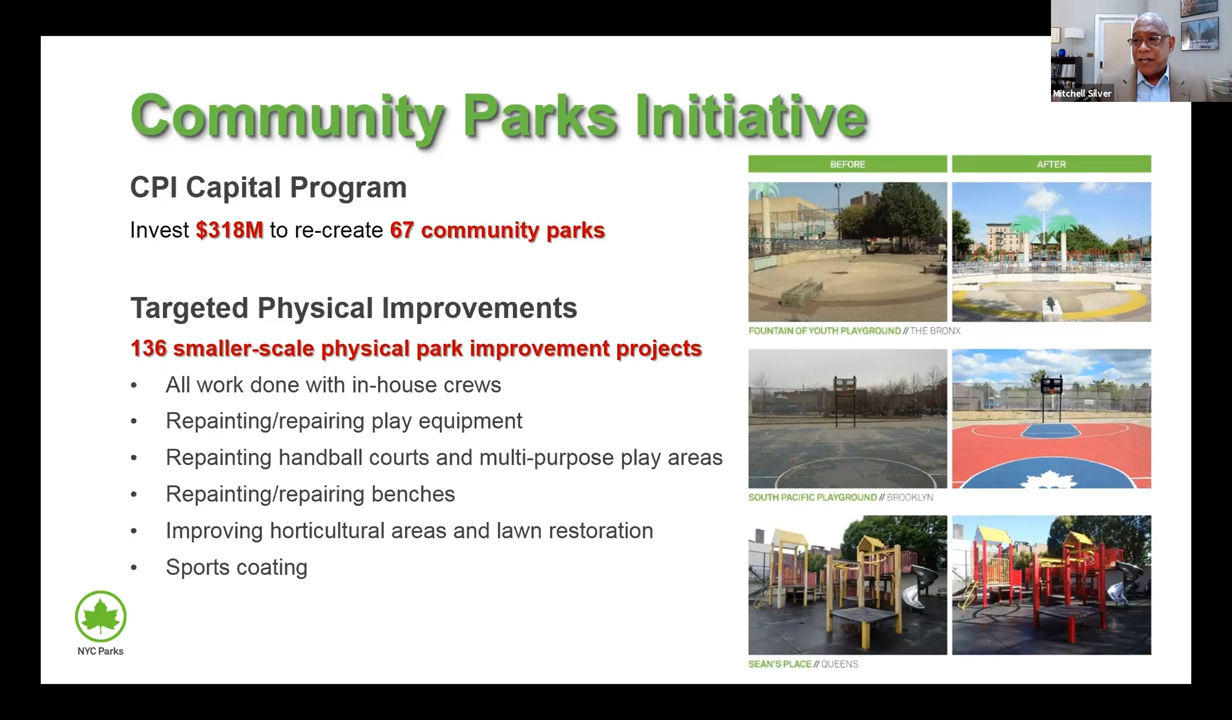 Community Parks Initiative
Mitchell Silver
CPI Capital Program
Invest $318M to re-create 67 community parks
Targeted Physical Improvements
136 smaller-scale physical park improvement projects
• All work done with in-house crews
• Repainting/repairing play equipment
• Repainting handball courts and multi-purpose play areas
• Repainting/repairing benches
• Improving horticultural areas and lawn restoration
• Sports coating
NYC Parks
BEFORE AFTER
FOUNTAIN OF YOUTH PLAYGROUND // THE BRONX
SOUTH PACIFIC PLAYGROUND // BROOKLYN
SEAN'S PLACE // QUEENS